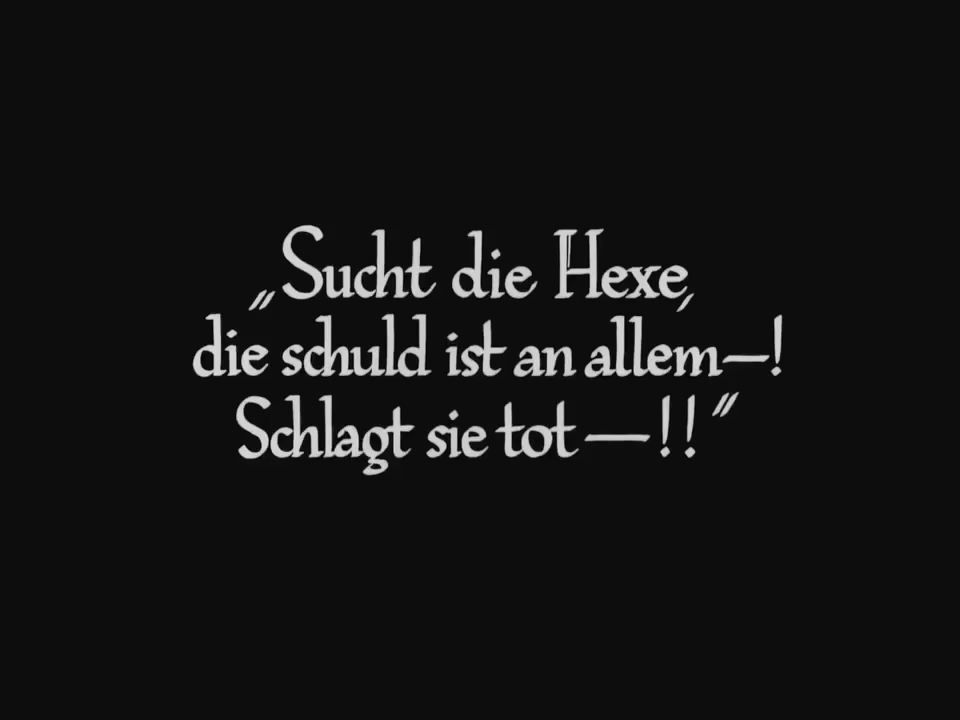 „Sucht die Hexe,
die schuld ist an allem—!
Schlagt sie tot—!!"